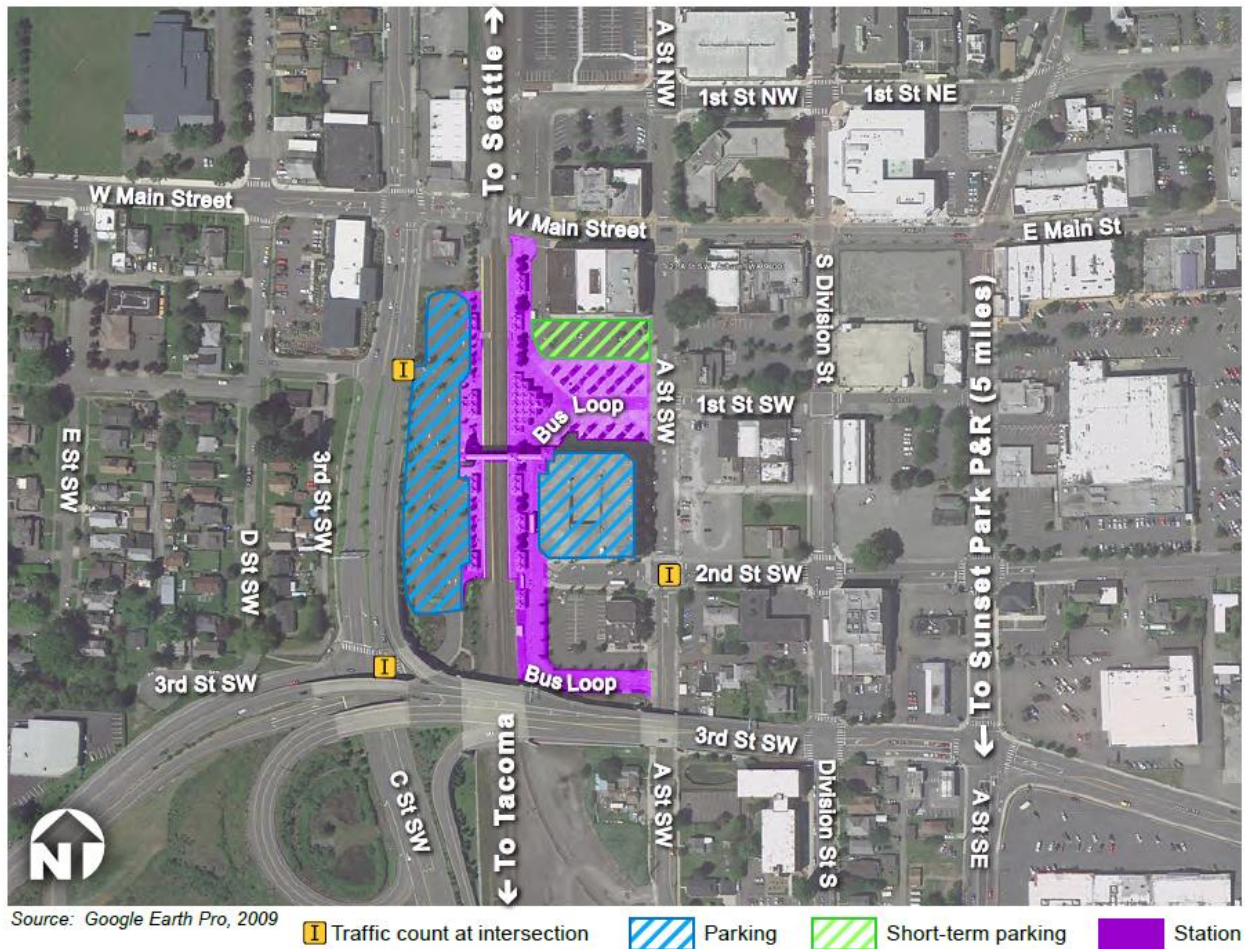 To Seattle →
A St NW
1st St NW
1st St NE
W Main Street
W Main Street
E Main St
S Division St
To Sunset Park P&R (5 miles) →
A St SW
1st St SW
Bus Loop
E St SW
D St SW
3rd St SW
2nd St SW
I
I
I
3rd St SW
Bus Loop
3rd St SW
← To Tacoma
C St SW
A St SW
Division St S
A St SE
N
Source: Google Earth Pro, 2009
I Traffic count at intersection
Parking
Short-term parking
Station